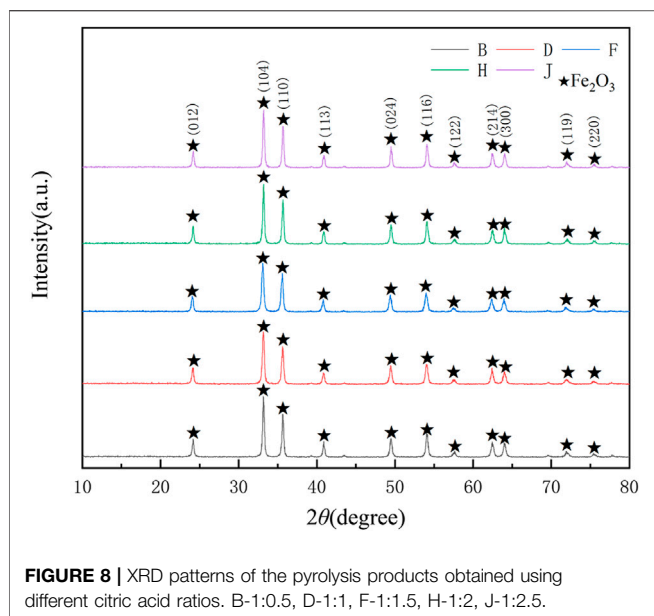 B D F
H J ★Fe₂O₃
(012) (104) (110) (113) (024) (116) (122) (214) (300) (119) (220)
Intensity(a.u.)
10 20 30 40 50 60 70 80
2θ(degree)
FIGURE 8 | XRD patterns of the pyrolysis products obtained using
different citric acid ratios. B-1:0.5, D-1:1, F-1:1.5, H-1:2, J-1:2.5.